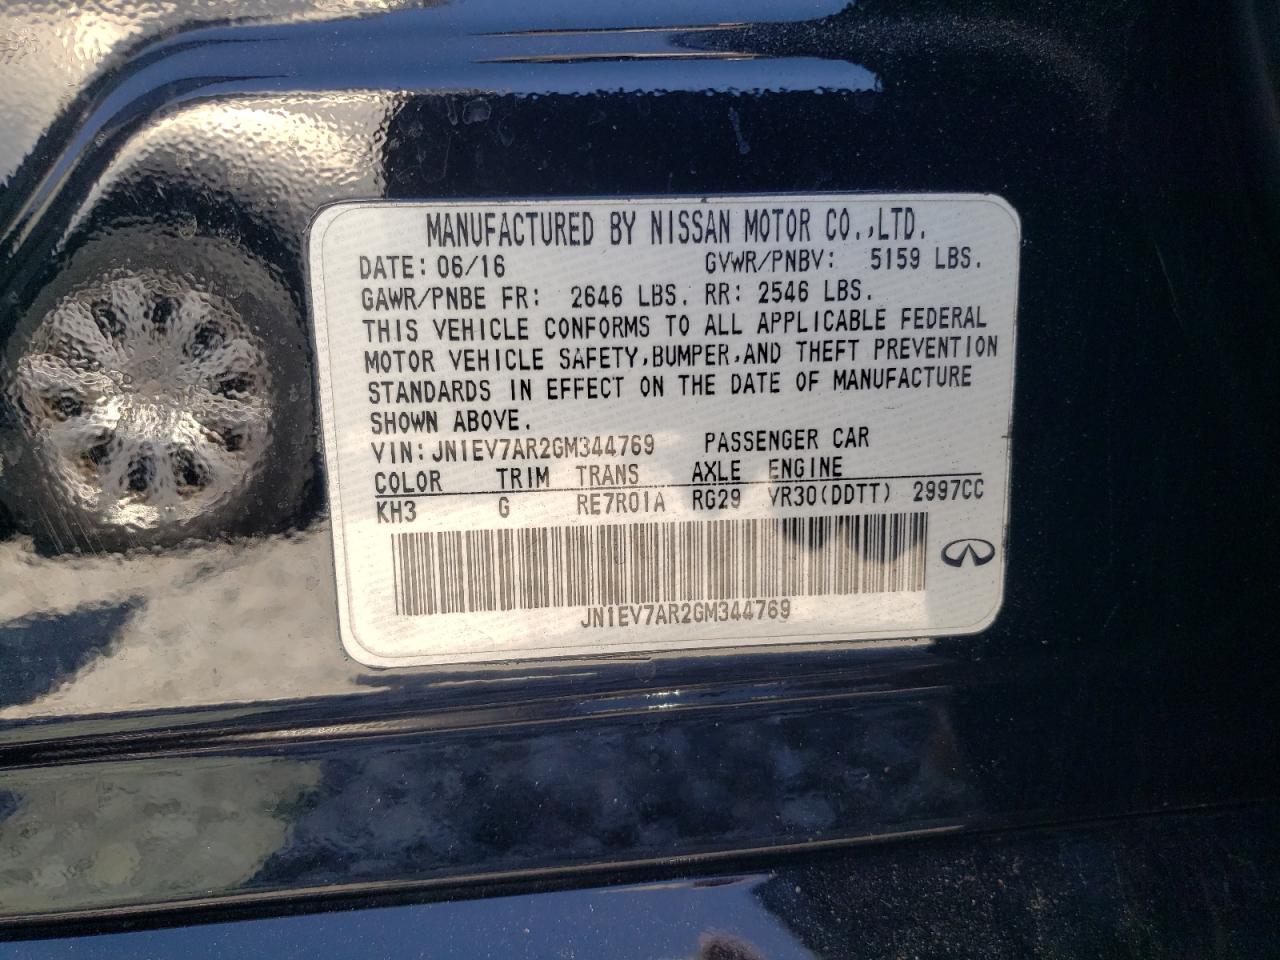 MANUFACTURED BY NISSAN MOTOR CO.,LTD.
DATE: 06/16 GVWR/PNBV: 5159 LBS.
GAWR/PNBE FR: 2646 LBS. RR: 2546 LBS.
THIS VEHICLE CONFORMS TO ALL APPLICABLE FEDERAL
MOTOR VEHICLE SAFETY,BUMPER,AND THEFT PREVENTION
STANDARDS IN EFFECT ON THE DATE OF MANUFACTURE
SHOWN ABOVE.
VIN: JN1EV7AR2GM344769 PASSENGER CAR
COLOR TRIM TRANS AXLE ENGINE
KH3 G RE7R01A RG29 VR30(DDTT) 2997CC
JN1EV7AR2GM344769